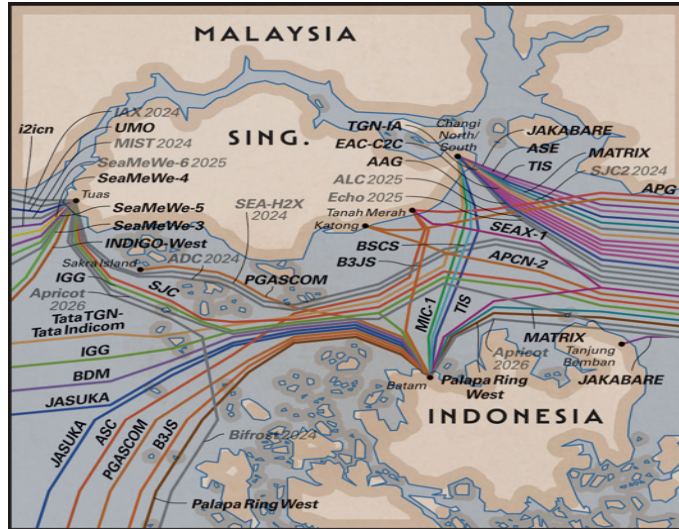 MALAYSIA
IAX 2024
i2icn
UMO
MIST 2024
SeaMeWe-6 2025
SeaMeWe-4
Tuas
SING.
TGN-IA
Changi
North/
South
JAKABARE
EAC-C2C
ASE
MATRIX
AAG
TIS
SJC2 2024
ALC 2025
APG
Echo 2025
SEA-H2X
2024
Tanah Merah
Katong
SeaMeWe-5
SeaMeWe-3
INDIGO-West
SEAX-1
BSCS
ADC 2024
Sakra Island
B3JS
APCN-2
IGG
SJC
PGASCOM
Apricot
2026
MIC-1
TIS
Tata TGN-
Tata Indicom
MATRIX
IGG
Apricot
2026
Tanjung
Bemban
BDM
Batam
Palapa Ring
West
JAKABARE
JASUKA
INDONESIA
JASUKA
ASC
PGASCOM
B3JS
Bifrost 2024
Palapa Ring West